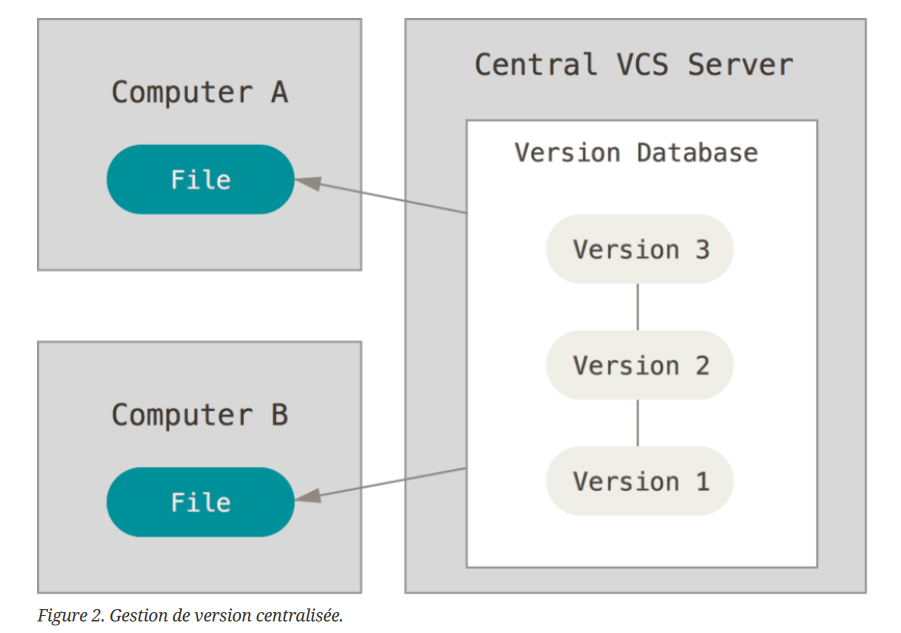 Computer A
File
Computer B
File
Central VCS Server
Version Database
Version 3
Version 2
Version 1
Figure 2. Gestion de version centralisée.